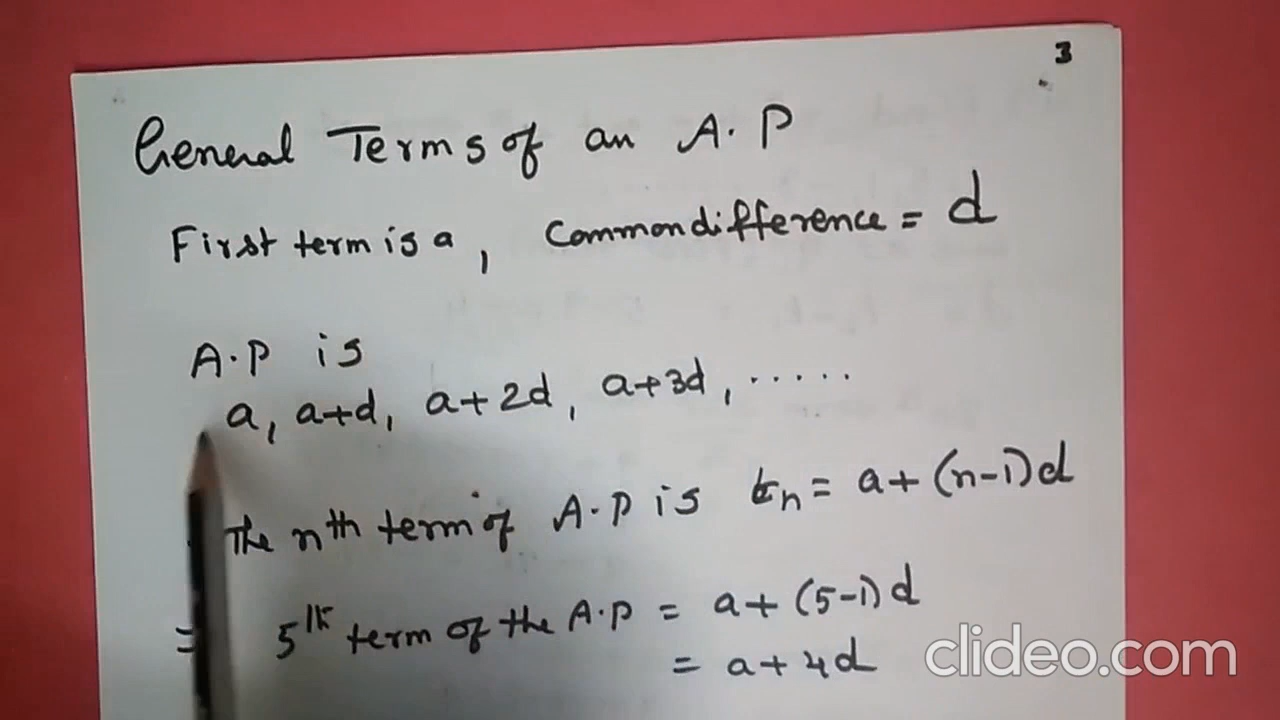 3
General Terms of an A.P
First term is a, Common difference = d
A.P is
a, a+d, a+2d, a+3d, .....
The nth term of A.P is tn = a+(n-1)d
= 5th term of the A.P = a+(5-1)d
= a+4d
clideo.com